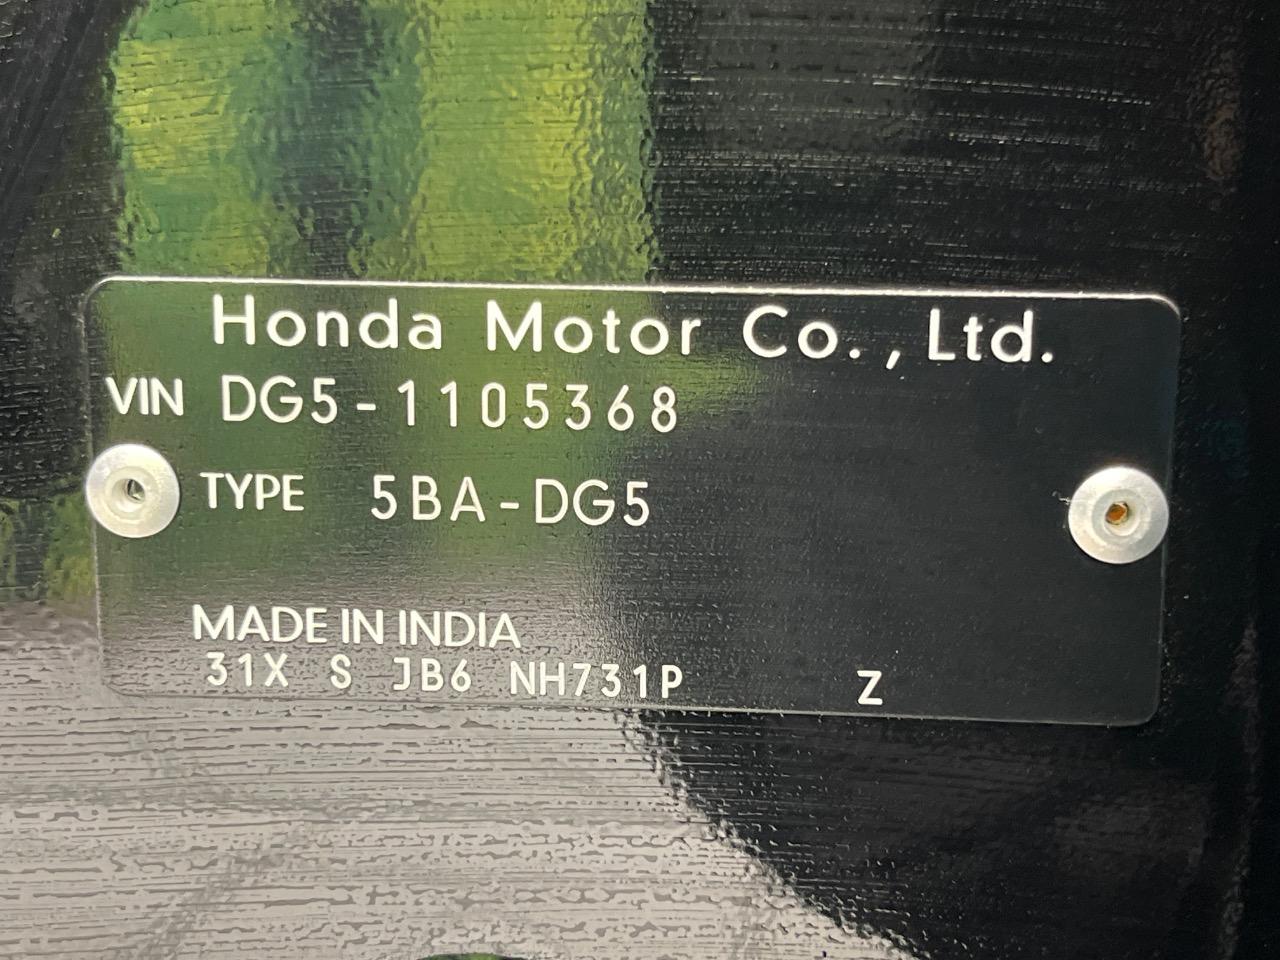 Honda Motor Co., Ltd.
VIN DG5-1105368
TYPE 5BA-DG5
MADE IN INDIA
31X S JB6 NH731P Z